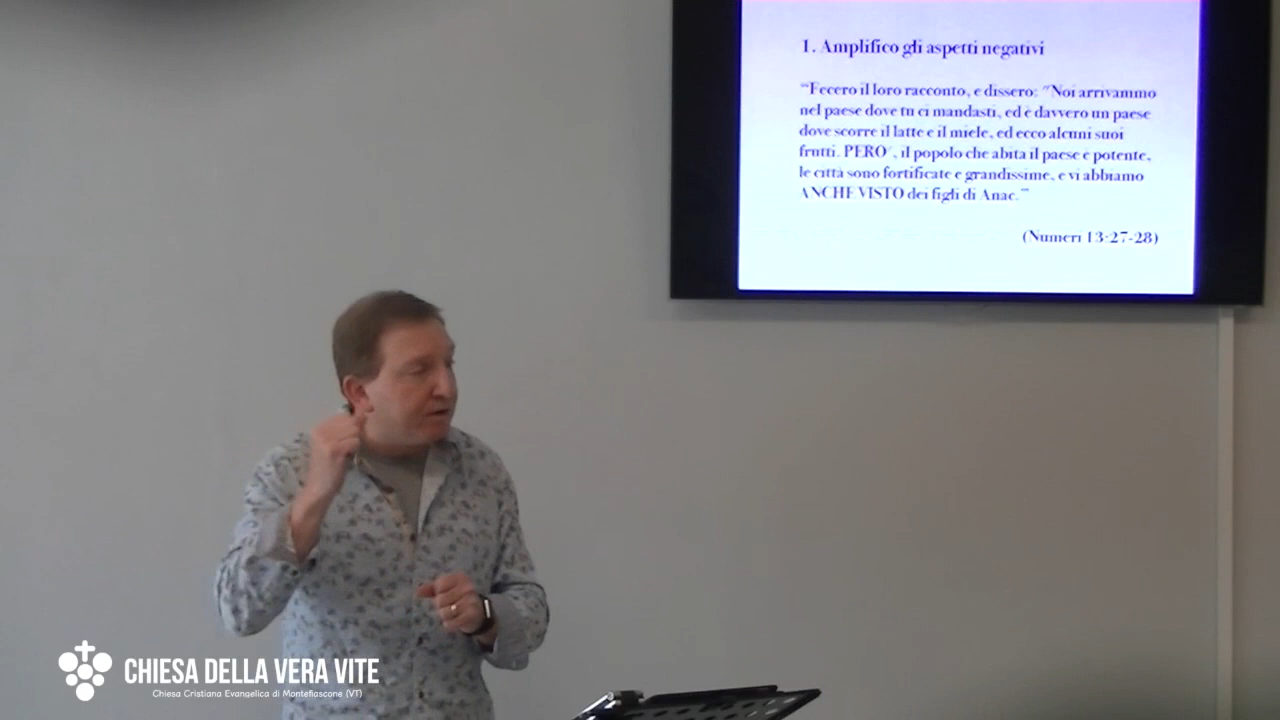 1. Amplifico gli aspetti negativi
"“Fecero il loro racconto, e dissero: "Noi arrivammo
nel paese dove tu ci mandasti, ed è davvero un paese
dove scorre il latte e il miele, ed ecco alcuni suoi
frutti. PERO', il popolo che abita il paese è potente,
le città sono fortificate e grandissime, e vi abbiamo
ANCHE VISTO dei figli di Anac.”"
(Numeri 13:27-28)
CHIESA DELLA VERA VITE
Chiesa Cristiana Evangelica di Montefiascone (VT)